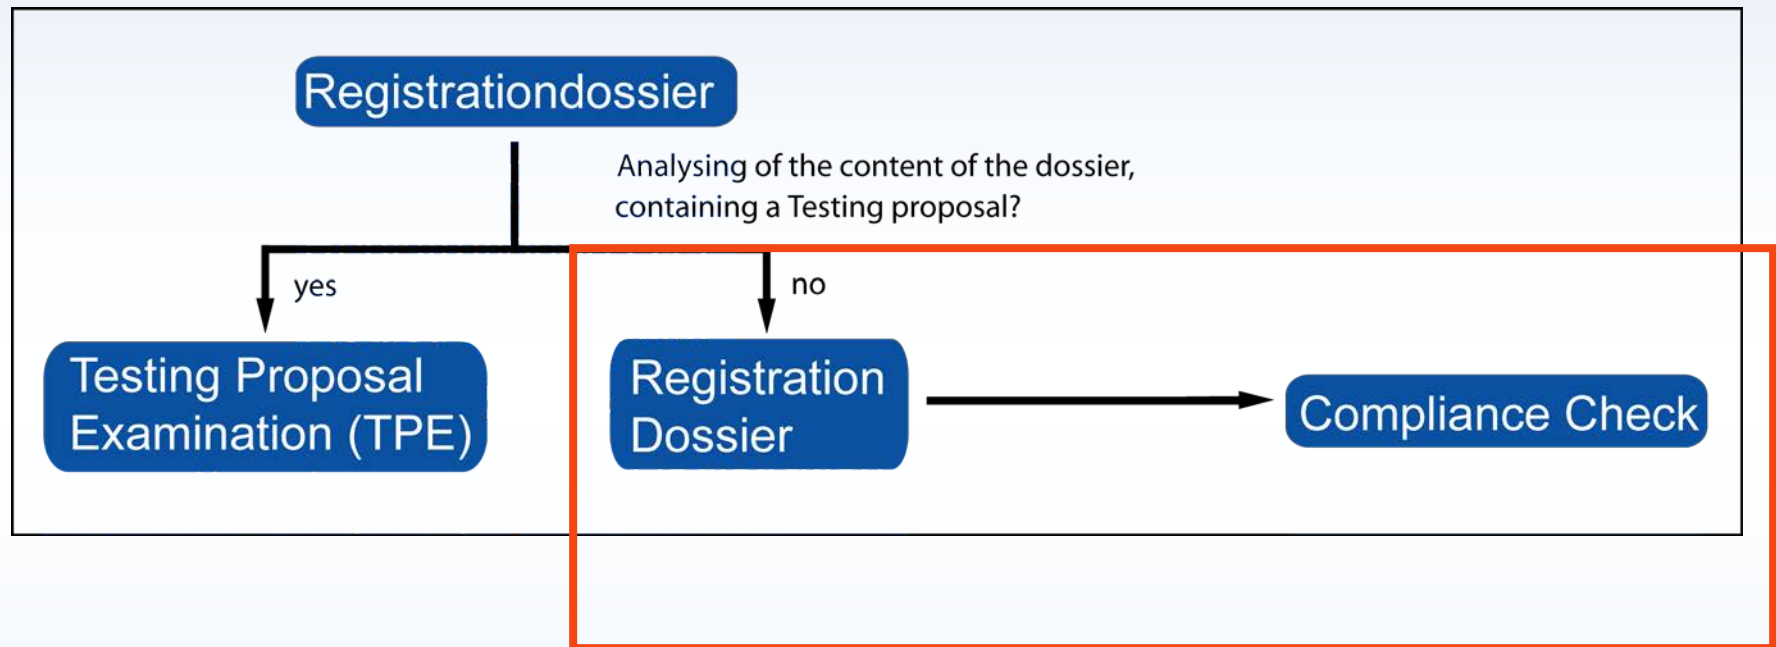 Registrationdossier
Analysing of the content of the dossier,
containing a Testing proposal?
yes
no
Testing Proposal
Examination (TPE)
Registration
Dossier
Compliance Check